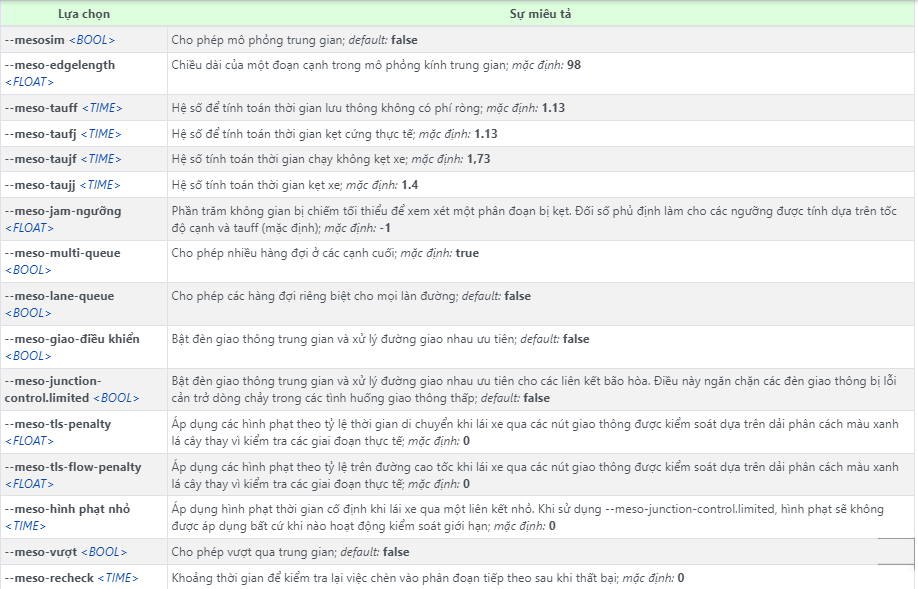 Lựa chọn Sự miêu tả
--mesosim <BOOL> Cho phép mô phỏng trung gian; default: false
--meso-edgelength Chiều dài của một đoạn cạnh trong mô phỏng kính trung gian; mặc định: 98
<FLOAT>
--meso-tauff <TIME> Hệ số để tính toán thời gian lưu thông không có phí ròng; mặc định: 1.13
--meso-taufj <TIME> Hệ số để tính toán thời gian kẹt cứng thực tế; mặc định: 1.13
--meso-taujf <TIME> Hệ số tính toán thời gian chạy không kẹt xe; mặc định: 1,73
--meso-taujj <TIME> Hệ số tính toán thời gian kẹt xe; mặc định: 1.4
--meso-jam-ngưỡng Phần trăm không gian bị chiếm tối thiểu để xem xét một phân đoạn bị kẹt. Đối số phủ định làm cho các ngưỡng được tính dựa trên tốc
<FLOAT> độ cạnh và tauff (mặc định); mặc định: -1
--meso-multi-queue Cho phép nhiều hàng đợi ở các cạnh cuối; mặc định: true
<BOOL>
--meso-lane-queue Cho phép các hàng đợi riêng biệt cho mọi làn đường; default: false
<BOOL>
--meso-giao-điều khiển Bật đèn giao thông trung gian và xử lý đường giao nhau ưu tiên; default: false
<BOOL>
--meso-junction- Bật đèn giao thông trung gian và xử lý đường giao nhau ưu tiên cho các liên kết bão hòa. Điều này ngăn chặn các đèn giao thông bị lỗi
control.limited <BOOL> cản trở dòng chảy trong các tình huống giao thông thấp; default: false
--meso-tls-penalty Áp dụng các hình phạt theo tỷ lệ thời gian di chuyển khi lái xe qua các nút giao thông được kiểm soát dựa trên dải phân cách màu xanh
<FLOAT> lá cây thay vì kiểm tra các giai đoạn thực tế; mặc định: 0
--meso-tls-flow-penalty Áp dụng các hình phạt theo tỷ lệ trên đường cao tốc khi lái xe qua các nút giao thông được kiểm soát dựa trên dải phân cách màu xanh
<FLOAT> lá cây thay vì kiểm tra các giai đoạn thực tế; mặc định: 0
--meso-hình phạt nhỏ Áp dụng hình phạt thời gian cố định khi lái xe qua một liên kết nhỏ. Khi sử dụng --meso-junction-control.limited, hình phạt sẽ không
<TIME> được áp dụng bất cứ khi nào hoạt động kiểm soát giới hạn; mặc định: 0
--meso-vượt <BOOL> Cho phép vượt qua trung gian; default: false
--meso-recheck <TIME> Khoảng thời gian để kiểm tra lại việc chèn vào phân đoạn tiếp theo sau khi thất bại; mặc định: 0